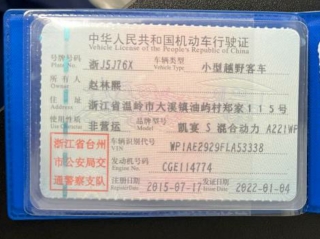 中华人民共和国机动车行驶证
Vehicle License of the People's Republic of China
号牌号码 浙JSJ76X 车辆类型 小型越野客车
Plate No. Vehicle Type
所有人 赵林熙
Owner
住址 浙江省温岭市大溪镇油屿村郑家115号
Address
使用性质 非营运 品牌型号 凯宴 S 混合动力 A221WF
Use Character Model
浙江省台州 车辆识别代号 WP1AE2929FLA53338
VIN
市公安局交 发动机号码 CGE114774
Engine No.
通警察支队 注册日期 2015-07-17 发证日期 2022-01-04
Register Date Issue Date